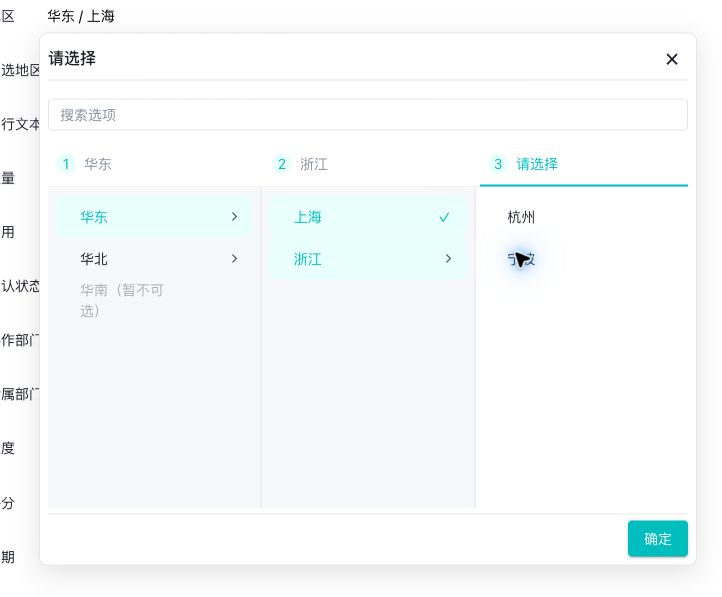 区
华东 / 上海
请选择
选地区
搜索选项
行文本
1 华东
2 浙江
3 请选择
量
华东
上海
杭州
用
华北
浙江
认状态
华南（暂不可
选）
作部门
属部门
度
分
确定
期